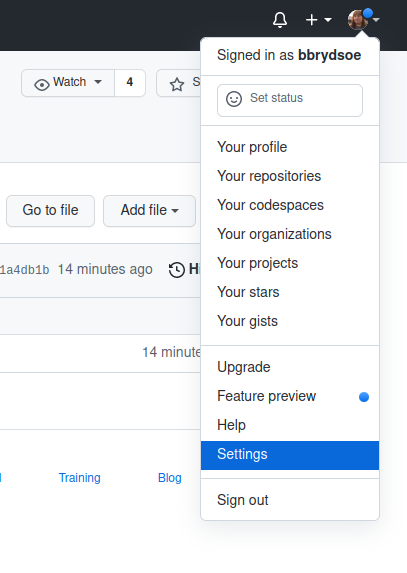 Signed in as bbrydsoe
Watch 4 S
Set status
Your profile
Your repositories
Go to file Add file
Your codespaces
Your organizations
1a4db1b 14 minutes ago
Your projects
Your stars
Your gists
14 minute
Upgrade
Feature preview
Help
Settings
Training Blog
Sign out